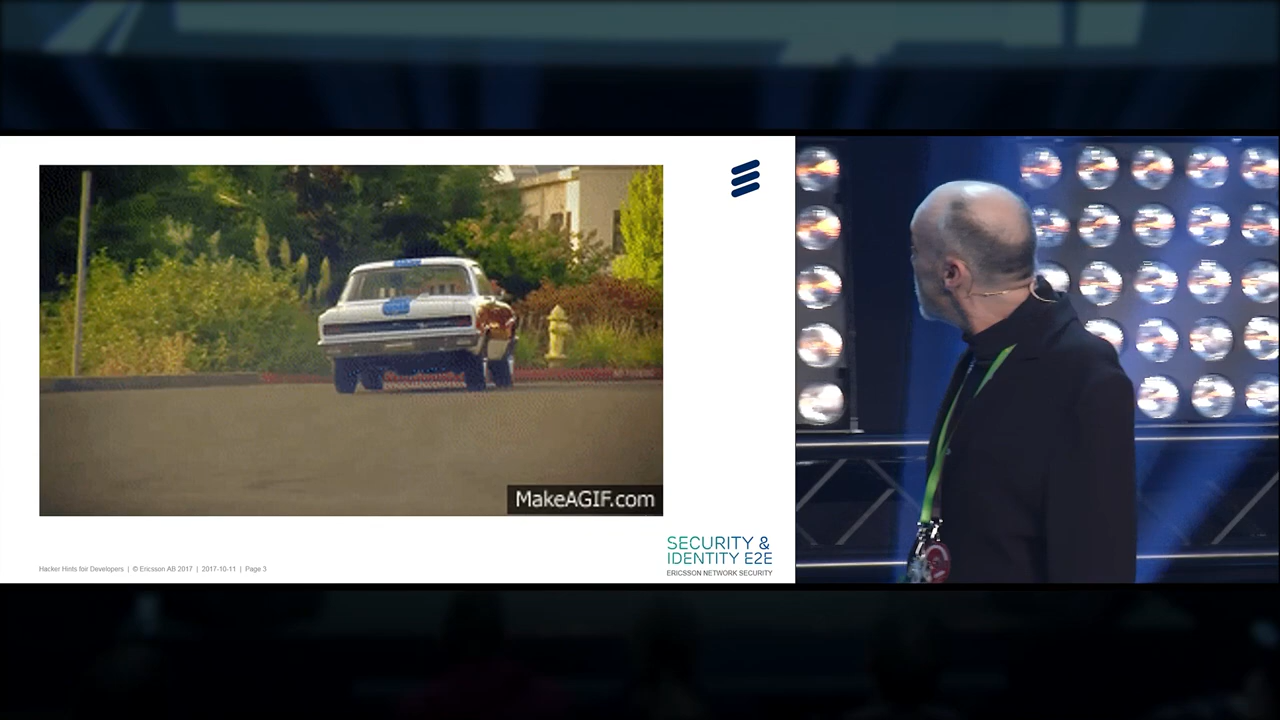 MakeAGIF.com
SECURITY &
IDENTITY E2E
ERICSSON NETWORK SECURITY
Hacker Hints foir Developers | © Ericsson AB 2017 | 2017-10-11 | Page 3